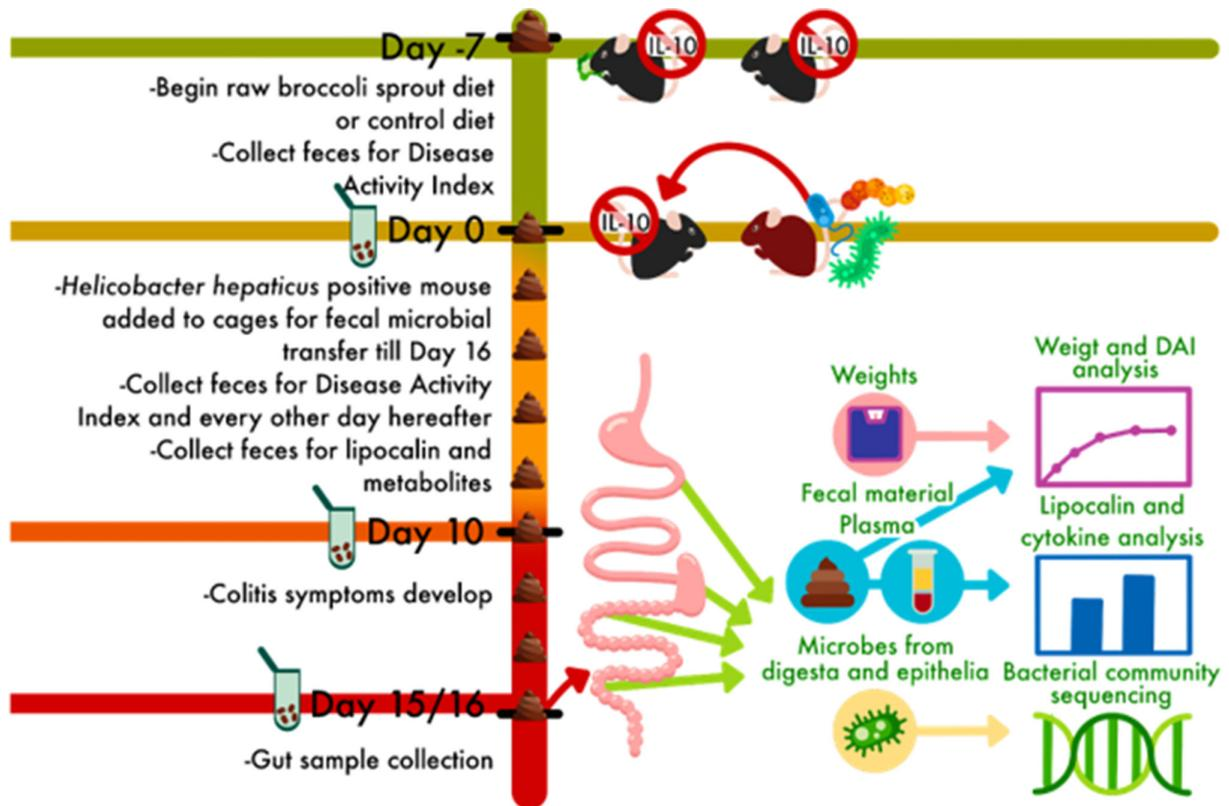 Day -7
IL-10
IL-10
-Begin raw broccoli sprout diet
or control diet
-Collect feces for Disease
Activity Index
Day 0
IL-10
-Helicobacter hepaticus positive mouse
added to cages for fecal microbial
transfer till Day 16
-Collect feces for Disease Activity
Index and every other day hereafter
-Collect feces for lipocalin and
metabolites
Day 10
-Colitis symptoms develop
Day 15/16
-Gut sample collection
Weights
Weigt and DAI
analysis
Fecal material
Plasma
Lipocalin and
cytokine analysis
Microbes from
digesta and epithelia
Bacterial community
sequencing